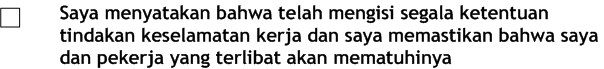 Saya menyatakan bahwa telah mengisi segala ketentuan
tindakan keselamatan kerja dan saya memastikan bahwa saya
dan pekerja yang terlibat akan mematuhinya